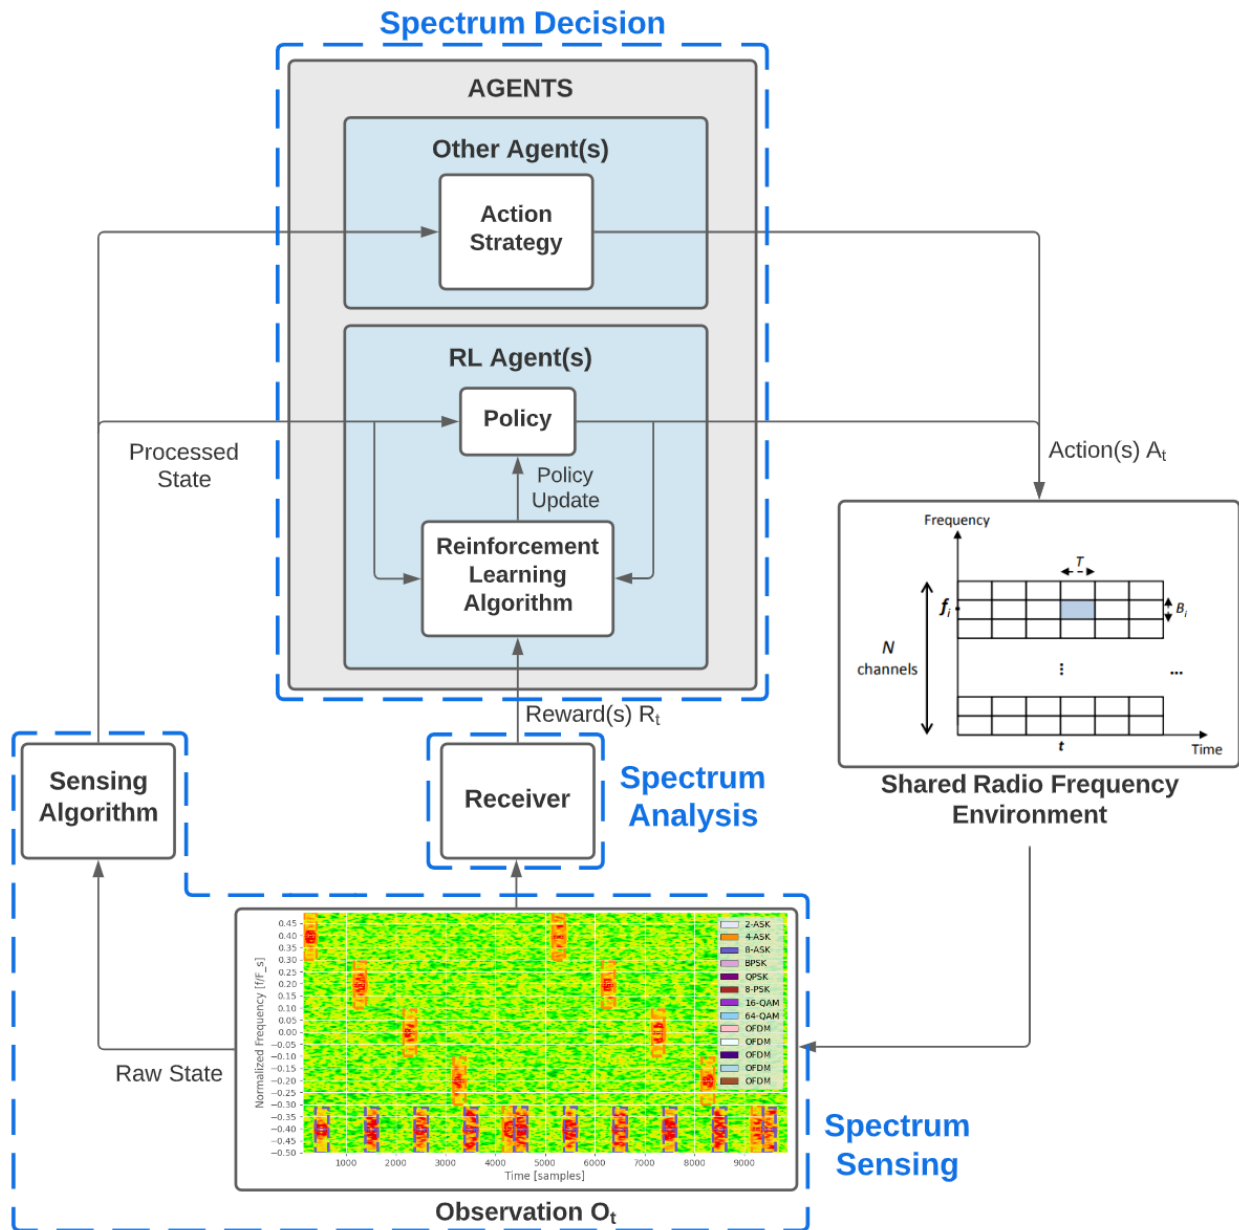 Spectrum Decision
AGENTS
Other Agent(s)
Action
Strategy
RL Agent(s)
Policy
Processed
State
Policy
Update
Action(s) Aₜ
Reinforcement
Learning
Algorithm
Frequency
T
fᵢ
Bᵢ
N
channels
⋮
...
t
Time
Reward(s) Rₜ
Sensing
Algorithm
Receiver
Spectrum
Analysis
Shared Radio Frequency
Environment
Raw State
Normalized Frequency [f/F_s]
0.45
0.40
0.35
0.30
0.25
0.20
0.15
0.10
0.05
0.00
−0.05
−0.10
−0.15
−0.20
−0.25
−0.30
−0.35
−0.40
−0.45
−0.50
2-ASK
4-ASK
8-ASK
BPSK
QPSK
8-PSK
16-QAM
64-QAM
OFDM
OFDM
OFDM
OFDM
OFDM
1000 2000 3000 4000 5000 6000 7000 8000 9000
Time [samples]
Spectrum
Sensing
Observation Oₜ